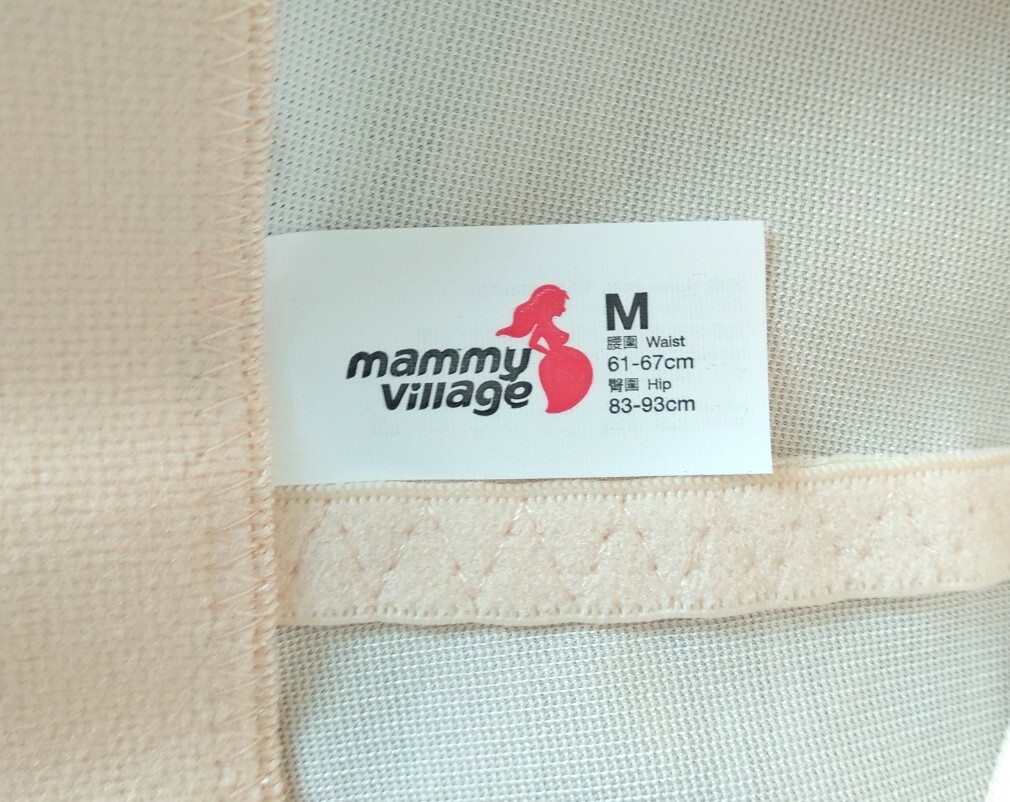 mammy
village
M
腰圍 Waist
61-67cm
臀圍 Hip
83-93cm